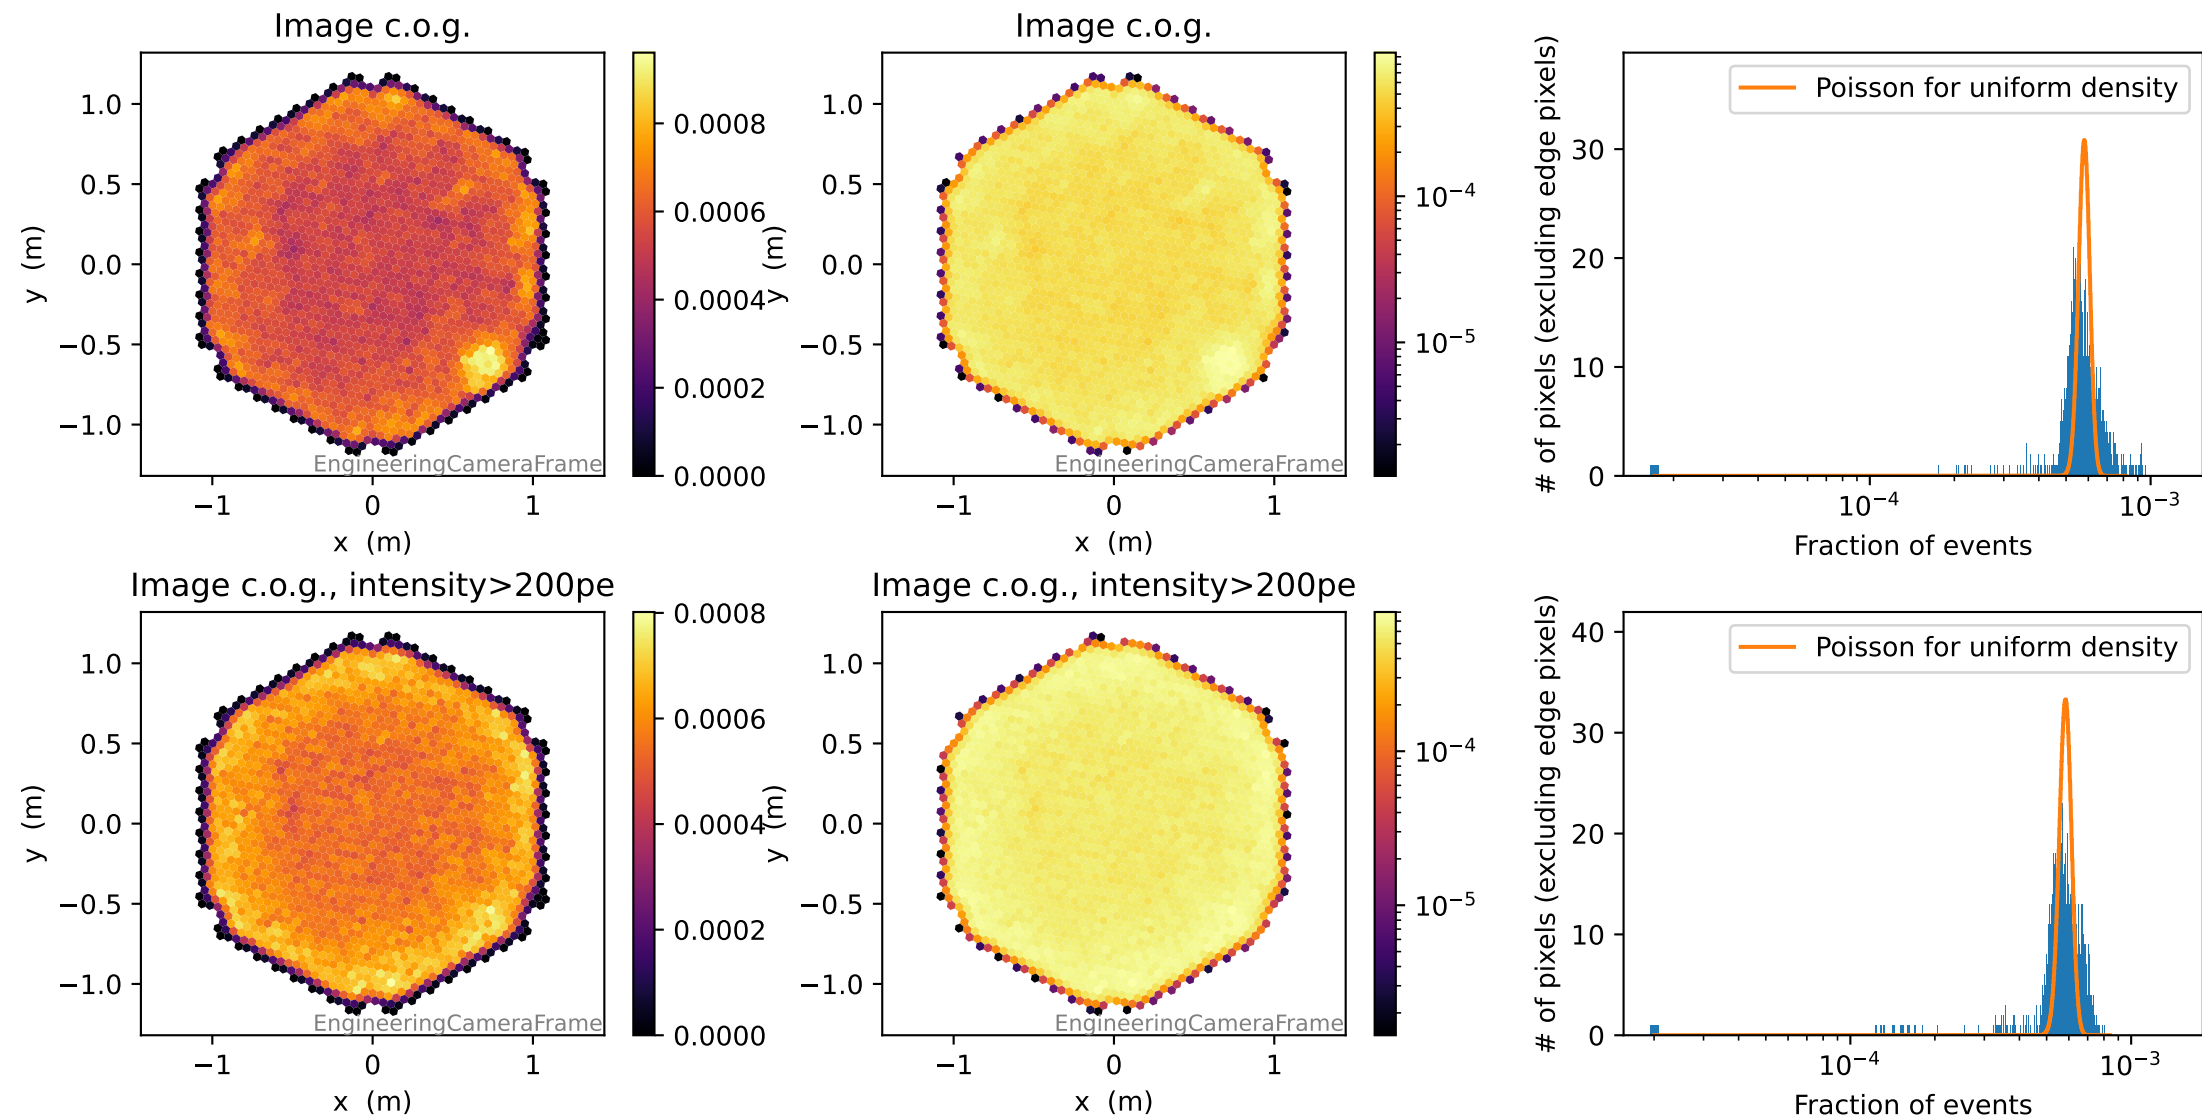 Image c.o.g.
y (m)
1.0
0.5
0.0
−0.5
−1.0
−1 0 1
x (m)
EngineeringCameraFrame
0.0008
0.0006
0.0004
0.0002
0.0000
Image c.o.g.
y (m)
1.0
0.5
0.0
−0.5
−1.0
−1 0 1
x (m)
EngineeringCameraFrame
10−4
10−5
# of pixels (excluding edge pixels)
30
20
10
0
Poisson for uniform density
10−4 10−3
Fraction of events
Image c.o.g., intensity>200pe
y (m)
1.0
0.5
0.0
−0.5
−1.0
−1 0 1
x (m)
EngineeringCameraFrame
0.0008
0.0006
0.0004
0.0002
0.0000
Image c.o.g., intensity>200pe
y (m)
1.0
0.5
0.0
−0.5
−1.0
−1 0 1
x (m)
EngineeringCameraFrame
10−4
10−5
# of pixels (excluding edge pixels)
40
30
20
10
0
Poisson for uniform density
10−4 10−3
Fraction of events